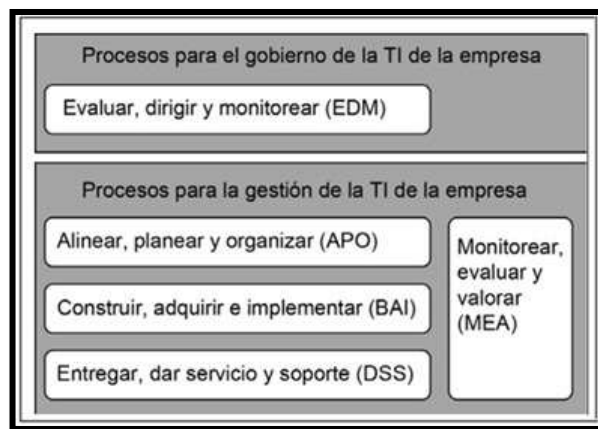 Procesos para el gobierno de la TI de la empresa
Evaluar, dirigir y monitorear (EDM)
Procesos para la gestión de la TI de la empresa
Alinear, planear y organizar (APO)
Construir, adquirir e implementar (BAI)
Entregar, dar servicio y soporte (DSS)
Monitorear,
evaluar y
valorar
(MEA)